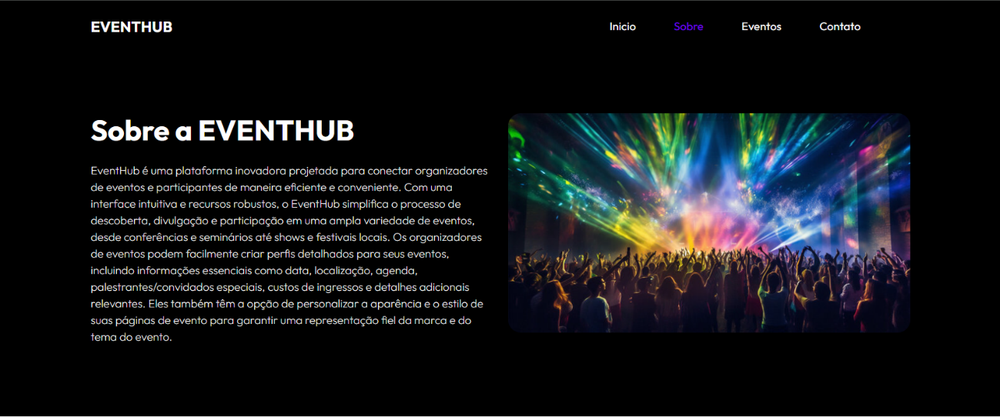 EVENTHUB
Inicio
Sobre
Eventos
Contato
Sobre a EVENTHUB
EventHub é uma plataforma inovadora projetada para conectar organizadores
de eventos e participantes de maneira eficiente e conveniente. Com uma
interface intuitiva e recursos robustos, o EventHub simplifica o processo de
descoberta, divulgação e participação em uma ampla variedade de eventos,
desde conferências e seminários até shows e festivais locais. Os organizadores
de eventos podem facilmente criar perfis detalhados para seus eventos,
incluindo informações essenciais como data, localização, agenda,
palestrantes/convidados especiais, custos de ingressos e detalhes adicionais
relevantes. Eles também têm a opção de personalizar a aparência e o estilo de
suas páginas de evento para garantir uma representação fiel da marca e do
tema do evento.